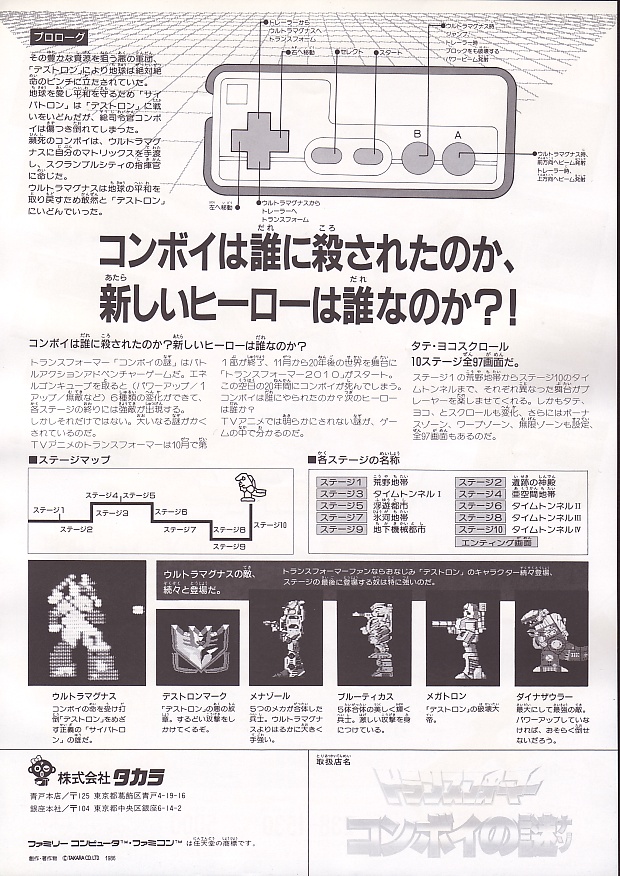 プロローグ
その豊かな資源を狙う悪の軍団、
「デストロン」により地球は絶対絶
命のピンチに立たされていた。
地球を愛し平和を守るため「サイ
バトロン」は「デストロン」に戦
いをいどんだが、総司令官コンボ
イは傷つき倒れてしまった。
瀕死のコンボイは、ウルトラマグ
ナスに自分のマトリックスを手渡
し、スクランブルシティの指揮官
に命じた。
ウルトラマグナスは地球の平和を
取り戻すため敢然と「デストロン」
にいどんでいった。
トレーラーから
ウルトラマグナスへ
トランスフォーム
右へ移動
セレクト
スタート
ウルトラマグナス時、
ジャンプ、
トレーラー時、
ブロックをも破壊する
パワービーム発射
B
A
ウルトラマグナス時、
前方向へビーム発射
トレーラー時、
上方向へビーム発射
左へ移動
ウルトラマグナスから
トレーラーへ
トランスフォーム
コンボイは誰に殺されたのか、
新しいヒーローは誰なのか?!
コンボイは誰に殺されたのか?新しいヒーローは誰なのか?
トランスフォーマー「コンボイの謎」はバト
ルアクションアドベンチャーゲームだ。エネ
ルゴンキューブを取ると(パワーアップ/1
アップ/無敵など)6種類の変化ができて、
各ステージの終りには強敵が出現する。
しかしそれだけではない。大いなる謎がかく
されているのだ。
TVアニメのトランスフォーマーは10月で第
1部が終了、11月から20年後の世界を舞台に
「トランスフォーマー2010」がスタート。
この空白の20年間にコンボイが死んでしまう。
コンボイは誰にやられたのか?次のヒーロー
は誰か?
TVアニメでは明らかにされない謎が、ゲー
ムの中で分かるのだ。
タテ・ヨコスクロール
10ステージ全97画面だ。
ステージ1の荒野地帯からステージ10のタイ
ムトンネルまで、それぞれ異なった舞台がプ
レーヤーを楽しませてくれる。しかもタテ、
ヨコ、とスクロールも変化、さらにはボーナ
スゾーン、ワープゾーン、無限ゾーンも設定、
全97画面もあるのだ。
■ステージマップ
ステージ1
ステージ2
ステージ3
ステージ4
ステージ5
ステージ6
ステージ7
ステージ8
ステージ9
ステージ10
■各ステージの名称
ステージ1 荒野地帯
ステージ2 遺跡の神殿
ステージ3 タイムトンネルI
ステージ4 亜空間地帯
ステージ5 浮遊都市
ステージ6 タイムトンネルII
ステージ7 氷河地帯
ステージ8 タイムトンネルIII
ステージ9 地下機械都市
ステージ10 タイムトンネルIV
エンティング画面
ウルトラマグナスの敵、
続々と登場だ。
トランスフォーマーファンならおなじみ「デストロン」のキャラクター続々登場、
ステージの最後に登場する奴は特に強いのだ。
ウルトラマグナス
コンボイの命を受け打
倒「デストロン」をめざ
す正義の「サイバトロ
ン」の雄だ。
デストロンマーク
「デストロン」の悪の紋
章。するどい攻撃をし
かけてくるぞ。
メナゾール
5つのメカが合体した
兵士。ウルトラマグナ
スよりはるかに大きく
手強い。
ブルーティカス
5体合体の美しく輝く
兵士。激しい攻撃を身
につけている。
メガトロン
「デストロン」の破壊大
帝。
ダイナザウラー
最大にして最強の敵。
パワーアップしていな
ければ、おそらく倒せ
ないだろう。
株式会社タカラ
青戸本店/〒125 東京都葛飾区青戸4-19-16
銀座本社/〒104 東京都中央区銀座6-14-2
ファミリー コンピュータ™・ファミコン™ は任天堂の商標です。
創作・著作物 ©TAKARA CO.LTD 1986
取扱店名
トランスフォーマー
コンボイの謎